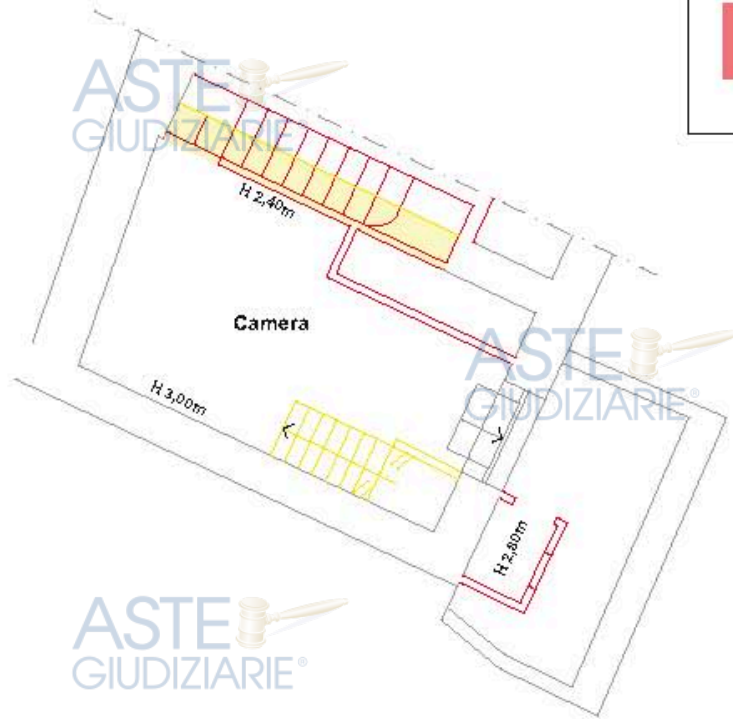 ASTE
GIUDIZIARIE
H 2,40m
Camera
ASTE
GIUDIZIARIE®
H 3,00m
H 2,80m
ASTE
GIUDIZIARIE®